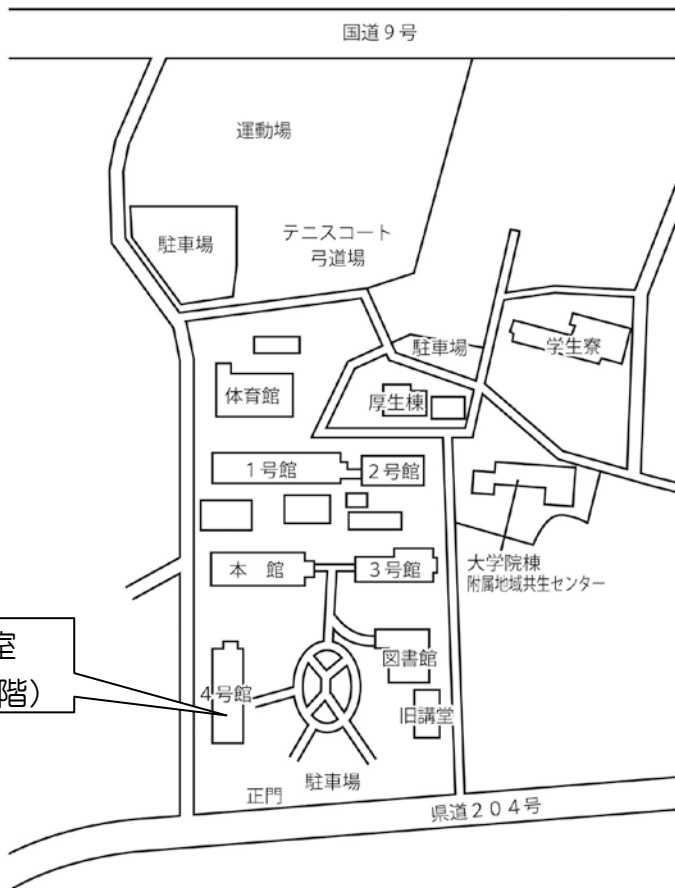 国道９号
運動場
テニスコート
弓道場
駐車場
駐車場
学生寮
体育館
厚生棟
１号館
２号館
大学院棟
附属地域共生センター
本　館
３号館
室
階）
図書館
４号館
旧講堂
駐車場
正門
県道２０４号